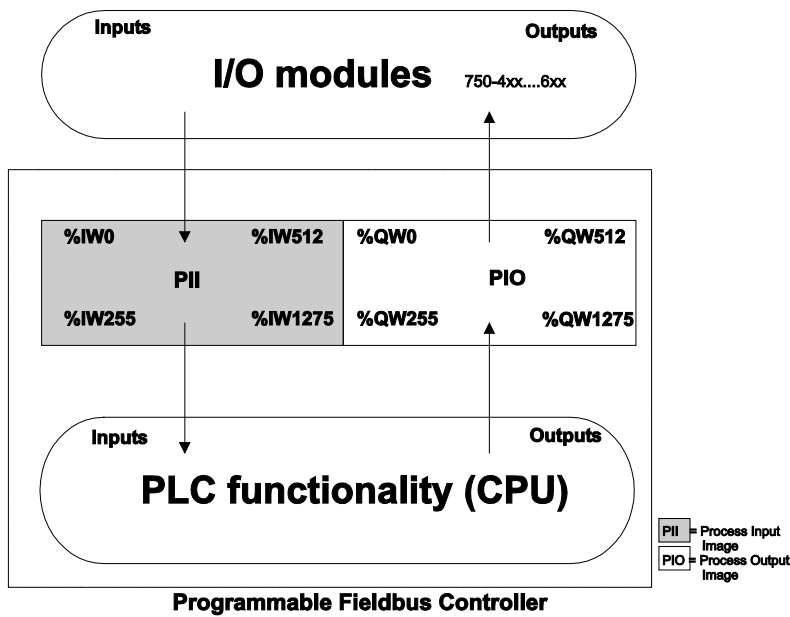 Inputs
Outputs
I/O modules 750-4xx....6xx
%IW0 %IW512 %QW0 %QW512
PII PIO
%IW255 %IW1275 %QW255 %QW1275
Inputs
Outputs
PLC functionality (CPU)
PII = Process Input
Image
PIO = Process Output
Image
Programmable Fieldbus Controller